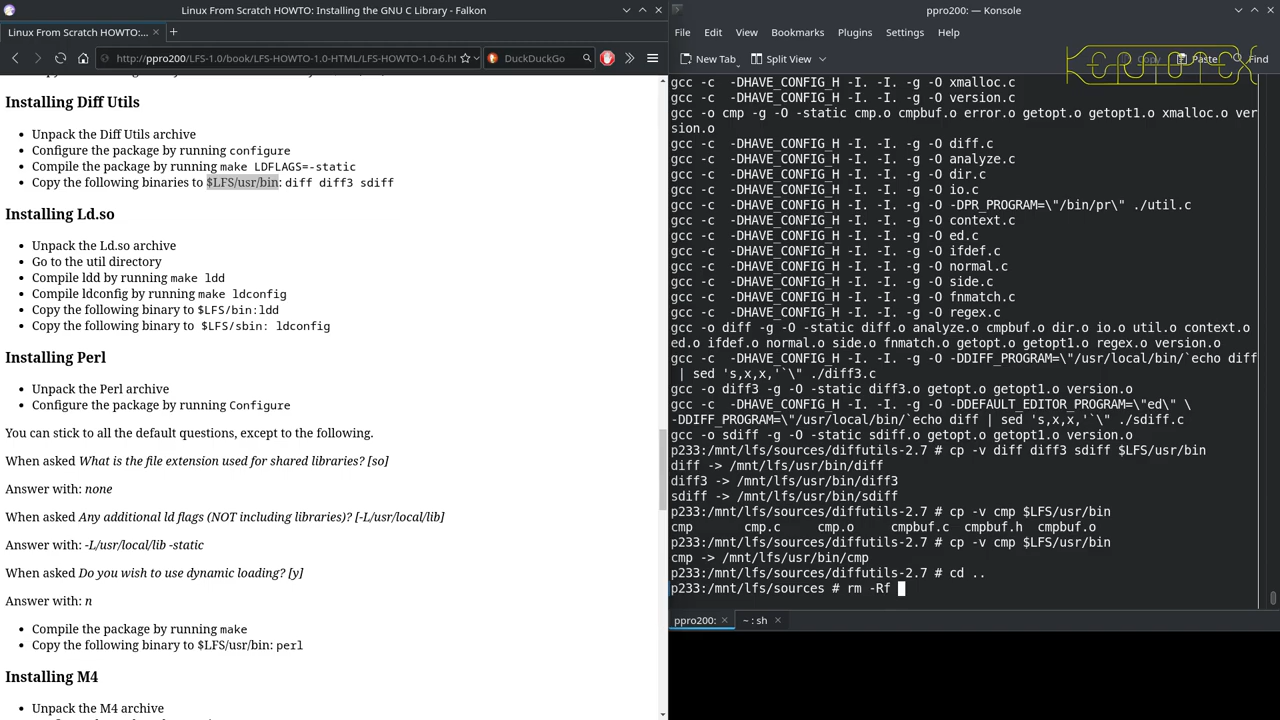 Linux From Scratch HOWTO: Installing the GNU C Library - Falkon
Linux From Scratch HOWTO:...
http://ppro200/LFS-1.0/book/LFS-HOWTO-1.0-HTML/LFS-HOWTO-1.0-6.ht
DuckDuckGo
Installing Diff Utils
Unpack the Diff Utils archive
Configure the package by running configure
Compile the package by running make LDFLAGS=-static
Copy the following binaries to $LFS/usr/bin: diff diff3 sdiff
Installing Ld.so
Unpack the Ld.so archive
Go to the util directory
Compile ldd by running make ldd
Compile ldconfig by running make ldconfig
Copy the following binary to $LFS/bin:ldd
Copy the following binary to $LFS/sbin: ldconfig
Installing Perl
Unpack the Perl archive
Configure the package by running Configure
You can stick to all the default questions, except to the following.
When asked What is the file extension used for shared libraries? [so]
Answer with: none
When asked Any additional ld flags (NOT including libraries)? [-L/usr/local/lib]
Answer with: -L/usr/local/lib -static
When asked Do you wish to use dynamic loading? [y]
Answer with: n
Compile the package by running make
Copy the following binary to $LFS/usr/bin: perl
Installing M4
Unpack the M4 archive
ppro200: — Konsole
File Edit View Bookmarks Plugins Settings Help
New Tab Split View Copy Paste Find
gcc -c  -DHAVE_CONFIG_H -I. -I. -g -O xmalloc.c
gcc -c  -DHAVE_CONFIG_H -I. -I. -g -O version.c
gcc -o cmp -g -O -static cmp.o cmpbuf.o error.o getopt.o getopt1.o xmalloc.o ver
sion.o
gcc -c  -DHAVE_CONFIG_H -I. -I. -g -O diff.c
gcc -c  -DHAVE_CONFIG_H -I. -I. -g -O analyze.c
gcc -c  -DHAVE_CONFIG_H -I. -I. -g -O dir.c
gcc -c  -DHAVE_CONFIG_H -I. -I. -g -O io.c
gcc -c  -DHAVE_CONFIG_H -I. -I. -g -O -DPR_PROGRAM=\"/bin/pr\" ./util.c
gcc -c  -DHAVE_CONFIG_H -I. -I. -g -O context.c
gcc -c  -DHAVE_CONFIG_H -I. -I. -g -O ed.c
gcc -c  -DHAVE_CONFIG_H -I. -I. -g -O ifdef.c
gcc -c  -DHAVE_CONFIG_H -I. -I. -g -O normal.c
gcc -c  -DHAVE_CONFIG_H -I. -I. -g -O side.c
gcc -c  -DHAVE_CONFIG_H -I. -I. -g -O fnmatch.c
gcc -c  -DHAVE_CONFIG_H -I. -I. -g -O regex.c
gcc -o diff -g -O -static diff.o analyze.o cmpbuf.o dir.o io.o util.o context.o
ed.o ifdef.o normal.o side.o fnmatch.o getopt.o getopt1.o regex.o version.o
gcc -c  -DHAVE_CONFIG_H -I. -I. -g -O -DDIFF_PROGRAM=\"/usr/local/bin/`echo diff
 | sed 's,x,x,'`\" ./diff3.c
gcc -o diff3 -g -O -static diff3.o getopt.o getopt1.o version.o
gcc -c  -DHAVE_CONFIG_H -I. -I. -g -O -DDEFAULT_EDITOR_PROGRAM=\"ed\" \
-DDIFF_PROGRAM=\"/usr/local/bin/`echo diff | sed 's,x,x,'`\" ./sdiff.c
gcc -o sdiff -g -O -static sdiff.o getopt.o getopt1.o version.o
p233:/mnt/lfs/sources/diffutils-2.7 # cp -v diff diff3 sdiff $LFS/usr/bin
diff -> /mnt/lfs/usr/bin/diff
diff3 -> /mnt/lfs/usr/bin/diff3
sdiff -> /mnt/lfs/usr/bin/sdiff
p233:/mnt/lfs/sources/diffutils-2.7 # cp -v cmp $LFS/usr/bin
cmp       cmp.c     cmp.o     cmpbuf.c  cmpbuf.h  cmpbuf.o
p233:/mnt/lfs/sources/diffutils-2.7 # cp -v cmp $LFS/usr/bin
cmp -> /mnt/lfs/usr/bin/cmp
p233:/mnt/lfs/sources/diffutils-2.7 # cd ..
p233:/mnt/lfs/sources # rm -Rf
ppro200: ~ : sh